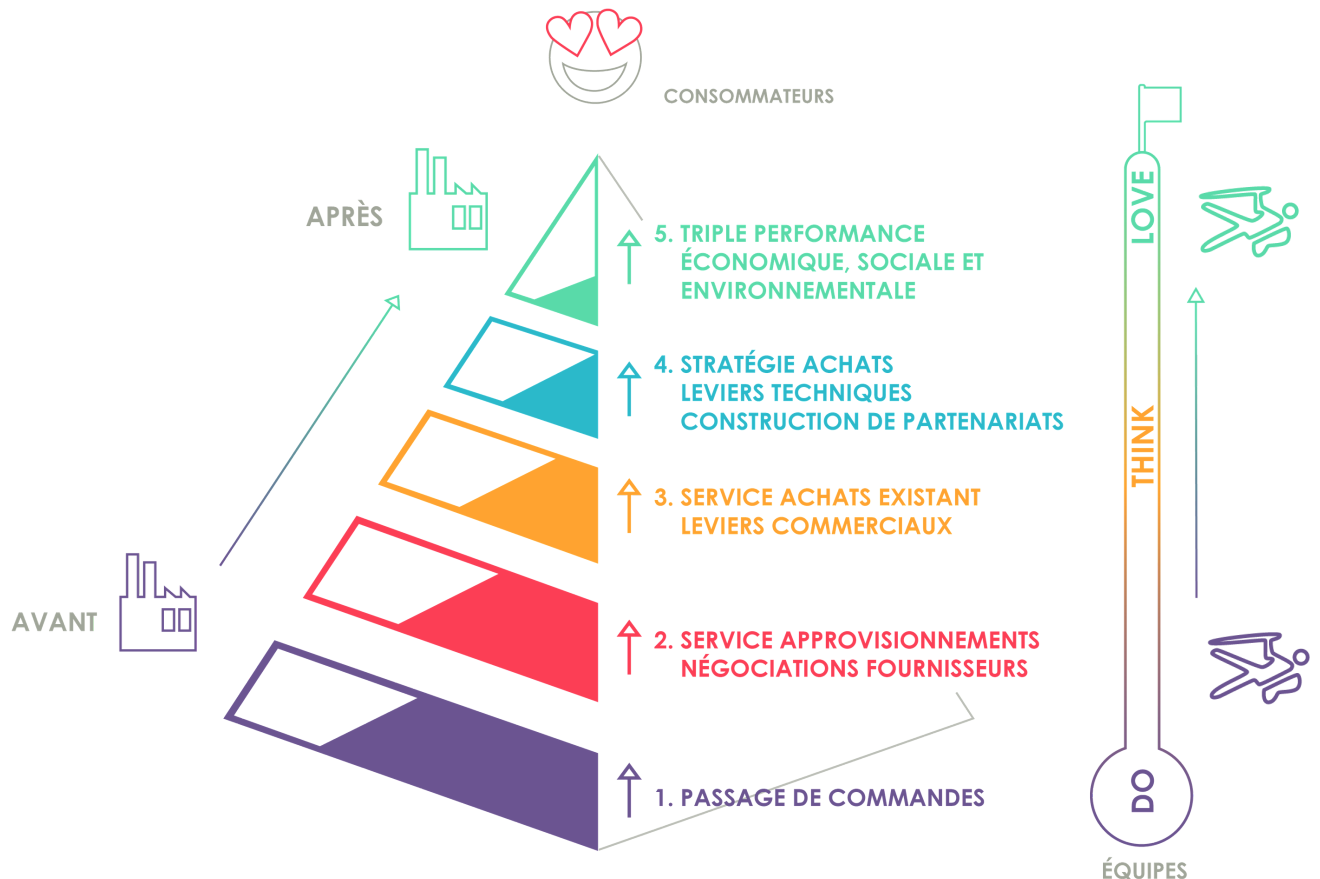 CONSOMMATEURS
APRÈS
5. TRIPLE PERFORMANCE
ÉCONOMIQUE, SOCIALE ET
ENVIRONNEMENTALE
4. STRATÉGIE ACHATS
LEVIERS TECHNIQUES
CONSTRUCTION DE PARTENARIATS
3. SERVICE ACHATS EXISTANT
LEVIERS COMMERCIAUX
AVANT
2. SERVICE APPROVISIONNEMENTS
NÉGOCIATIONS FOURNISSEURS
1. PASSAGE DE COMMANDES
LOVE
THINK
DO
ÉQUIPES